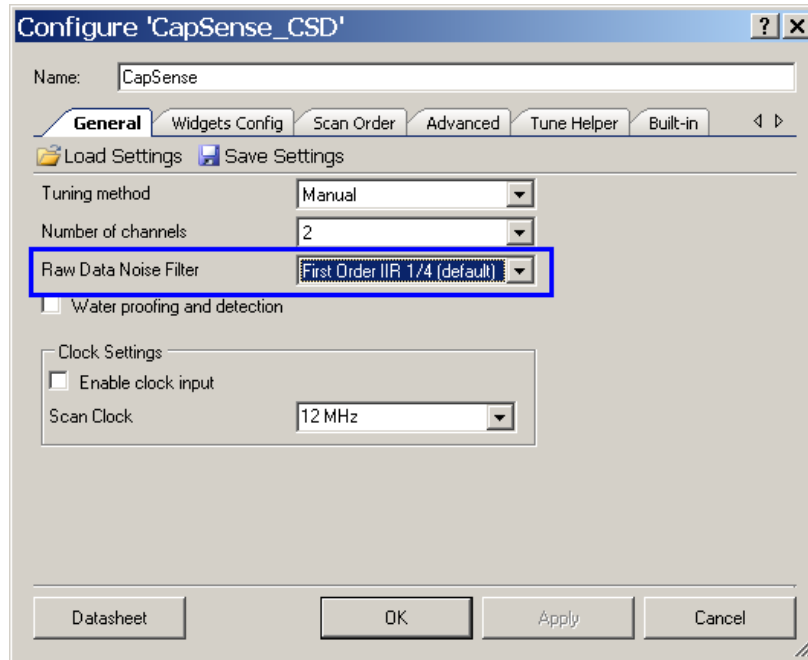 Configure 'CapSense_CSD'
Name: CapSense
General Widgets Config Scan Order Advanced Tune Helper Built-in
Load Settings Save Settings
Tuning method Manual
Number of channels 2
Raw Data Noise Filter First Order IIR 1/4 (default)
Water proofing and detection
Clock Settings
Enable clock input
Scan Clock 12 MHz
Datasheet OK Apply Cancel